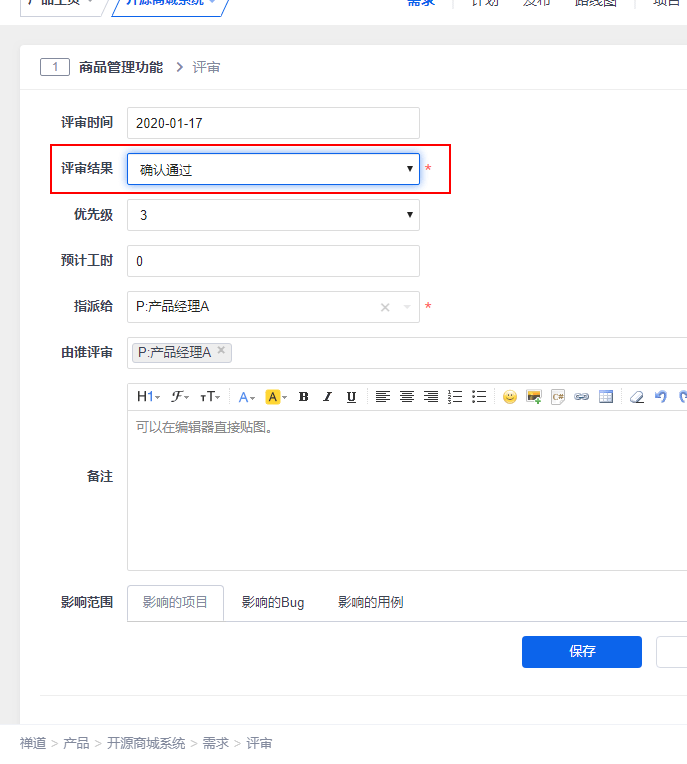 产品主页 开源商城系统 需求 计划 发布 路线图 项目
1 商品管理功能 > 评审
评审时间 2020-01-17
评审结果 确认通过 *
优先级 3
预计工时 0
指派给 P:产品经理A × *
由谁评审 P:产品经理A ×
H1 ℱ тT A A B I U C#
可以在编辑器直接贴图。
备注
影响范围 影响的项目 影响的Bug 影响的用例
保存
禅道 > 产品 > 开源商城系统 > 需求 > 评审